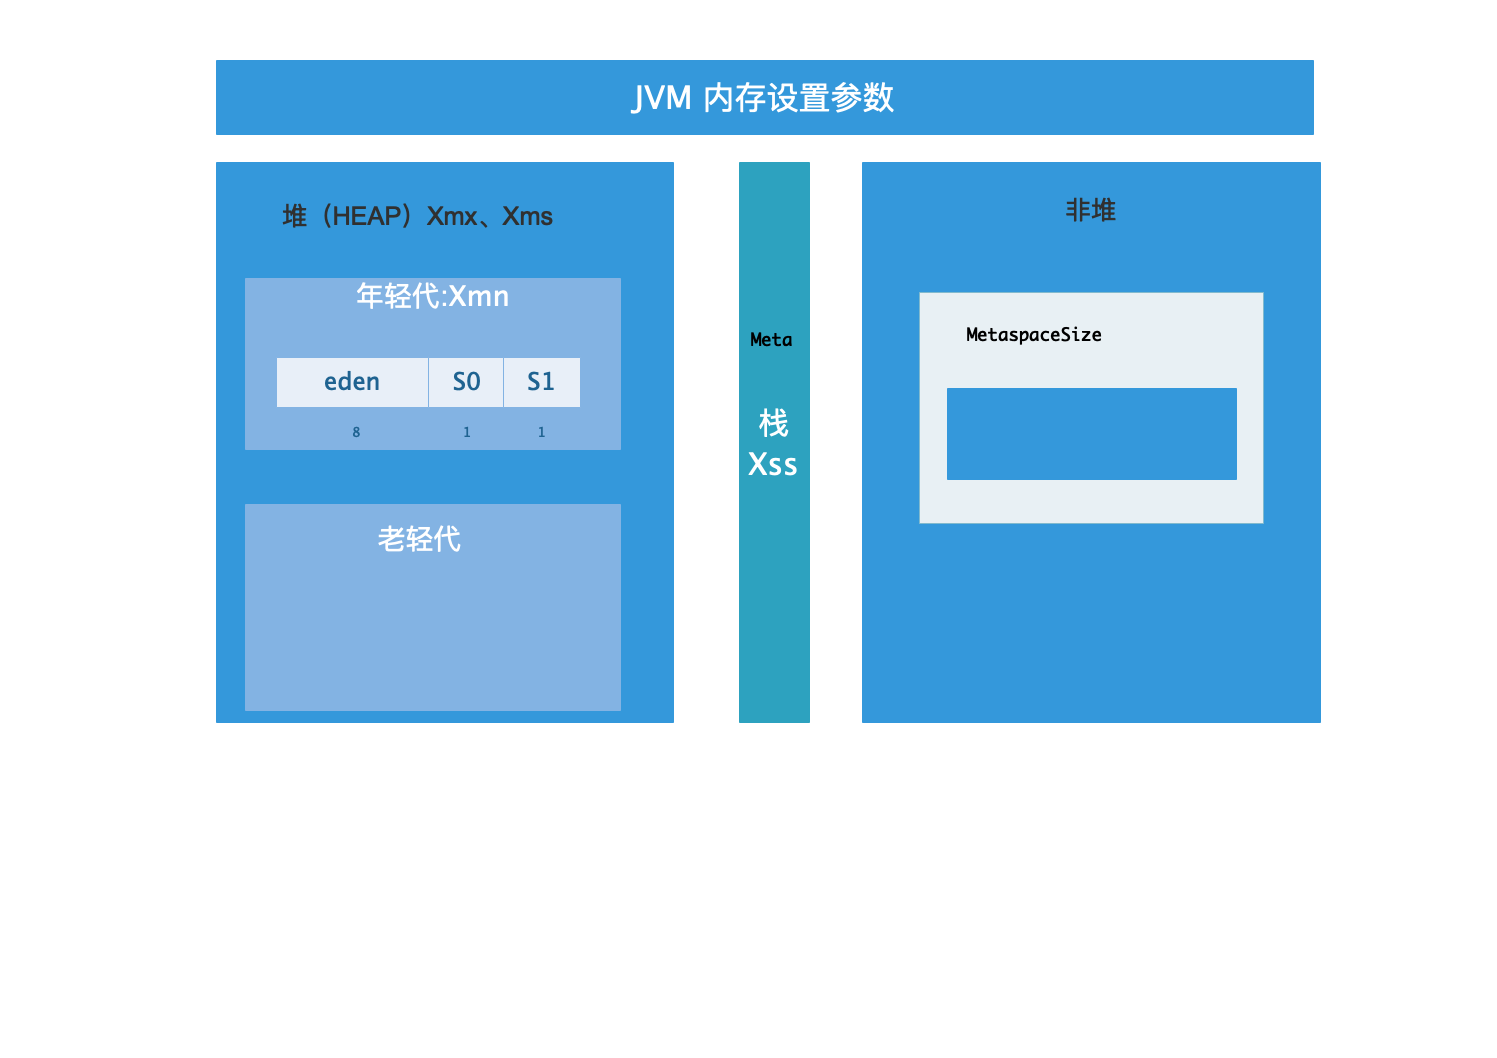 JVM 内存设置参数
堆（HEAP）Xmx、Xms
年轻代:Xmn
eden S0 S1
8 1 1
老轻代
Meta
栈
Xss
非堆
MetaspaceSize